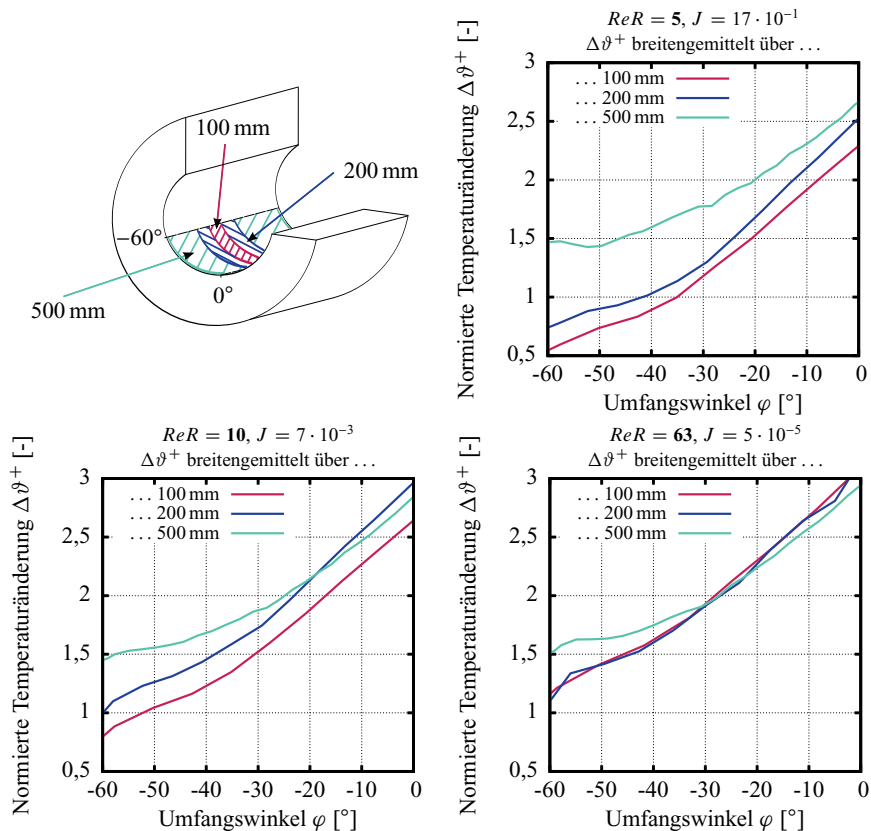 100 mm
200 mm
−60°
0°
500 mm
ReR = 5, J = 17 · 10⁻¹
Δϑ⁺ breitengemittelt über . . .
. . . 100 mm
. . . 200 mm
. . . 500 mm
Normierte Temperaturänderung Δϑ⁺ [-]
3
2,5
2
1,5
1
0,5
-60 -50 -40 -30 -20 -10 0
Umfangswinkel φ [°]
ReR = 10, J = 7 · 10⁻³
Δϑ⁺ breitengemittelt über . . .
. . . 100 mm
. . . 200 mm
. . . 500 mm
Normierte Temperaturänderung Δϑ⁺ [-]
3
2,5
2
1,5
1
0,5
-60 -50 -40 -30 -20 -10 0
Umfangswinkel φ [°]
ReR = 63, J = 5 · 10⁻⁵
Δϑ⁺ breitengemittelt über . . .
. . . 100 mm
. . . 200 mm
. . . 500 mm
Normierte Temperaturänderung Δϑ⁺ [-]
3
2,5
2
1,5
1
0,5
-60 -50 -40 -30 -20 -10 0
Umfangswinkel φ [°]